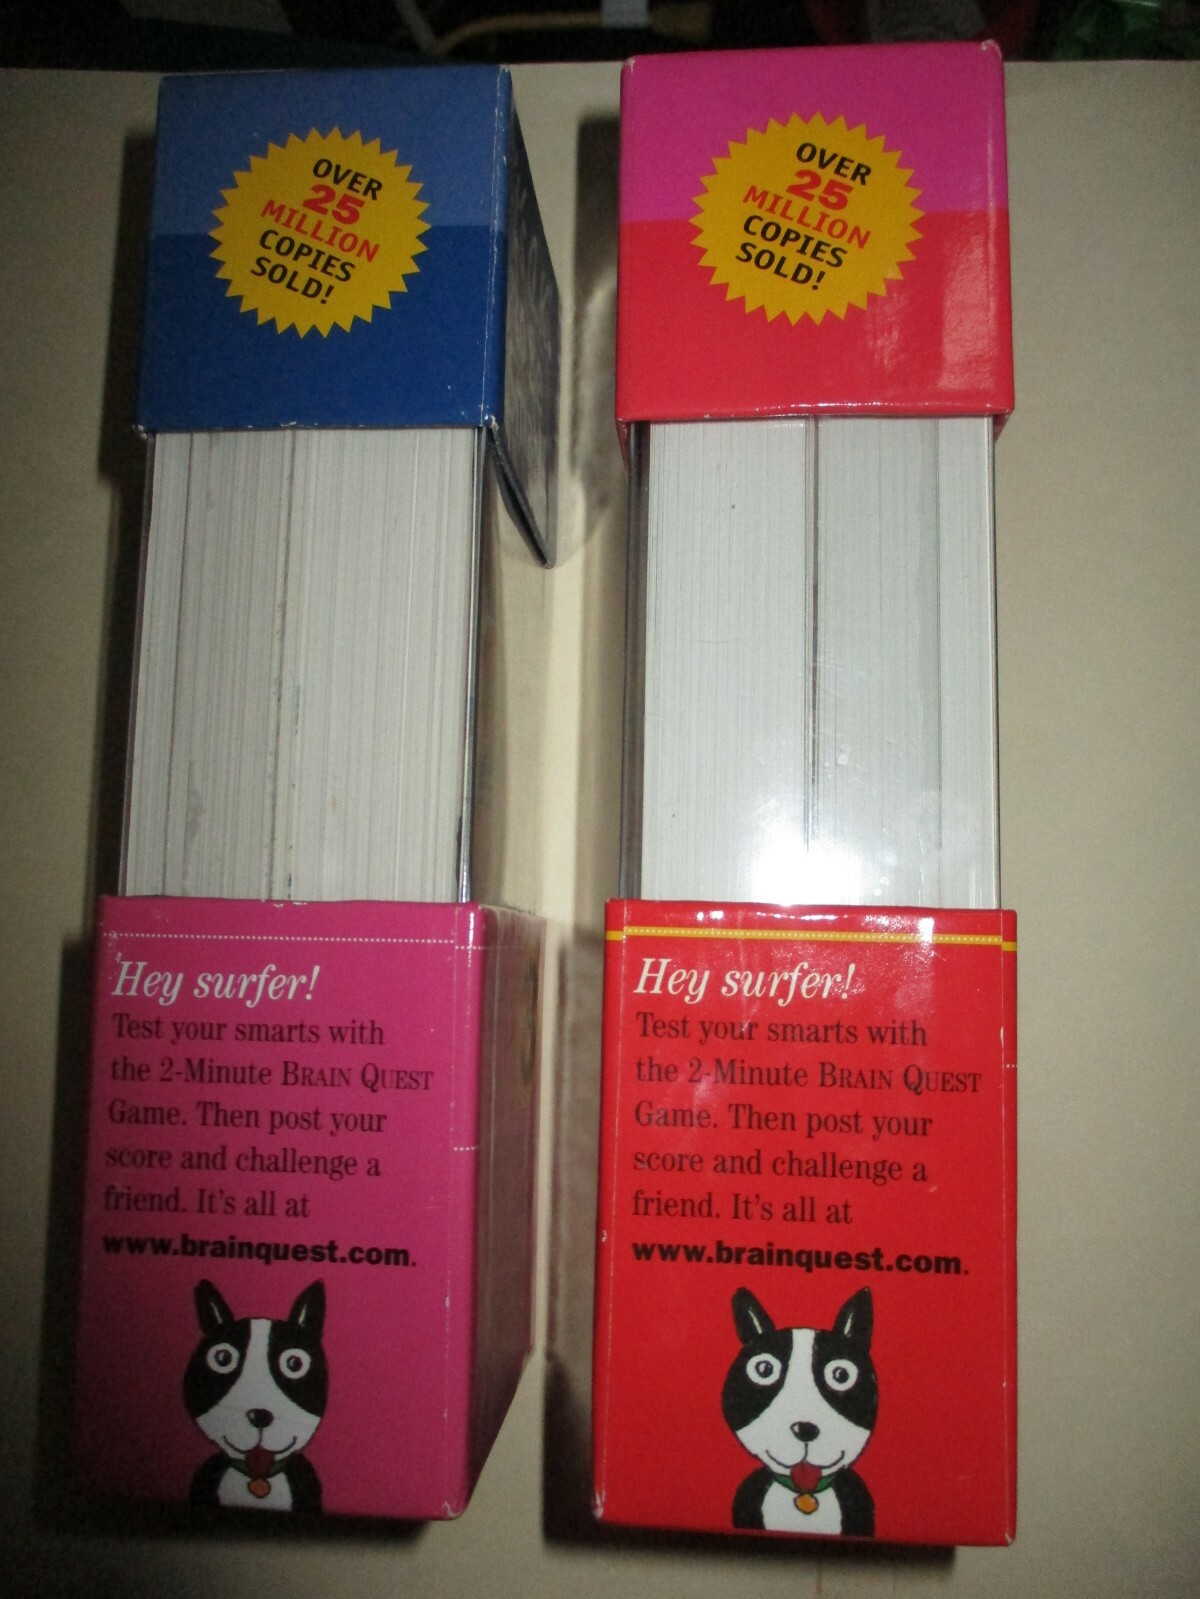 OVER
25
MILLION
COPIES
SOLD!
Hey surfer!
Test your smarts with
the 2-Minute BRAIN QUEST
Game. Then post your
score and challenge a
friend. It's all at
www.brainquest.com.
OVER
25
MILLION
COPIES
SOLD!
Hey surfer!
Test your smarts with
the 2-Minute BRAIN QUEST
Game. Then post your
score and challenge a
friend. It's all at
www.brainquest.com.